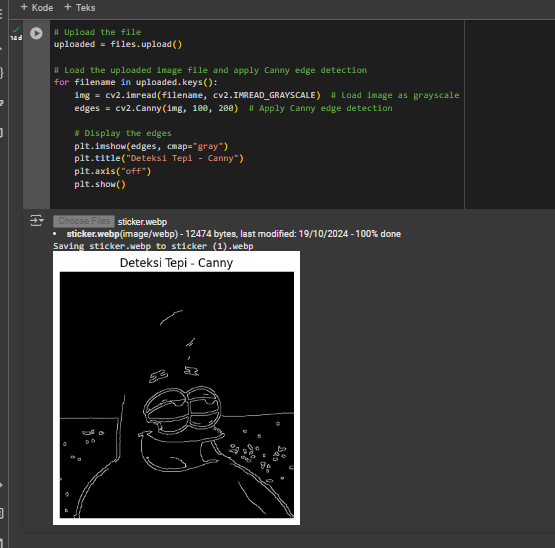 + Kode + Teks
# Upload the file
uploaded = files.upload()
# Load the uploaded image file and apply Canny edge detection
for filename in uploaded.keys():
    img = cv2.imread(filename, cv2.IMREAD_GRAYSCALE)  # Load image as grayscale
    edges = cv2.Canny(img, 100, 200)  # Apply Canny edge detection
    # Display the edges
    plt.imshow(edges, cmap="gray")
    plt.title("Deteksi Tepi - Canny")
    plt.axis("off")
    plt.show()
Choose Files sticker.webp
• sticker.webp(image/webp) - 12474 bytes, last modified: 19/10/2024 - 100% done
Saving sticker.webp to sticker (1).webp
Deteksi Tepi - Canny